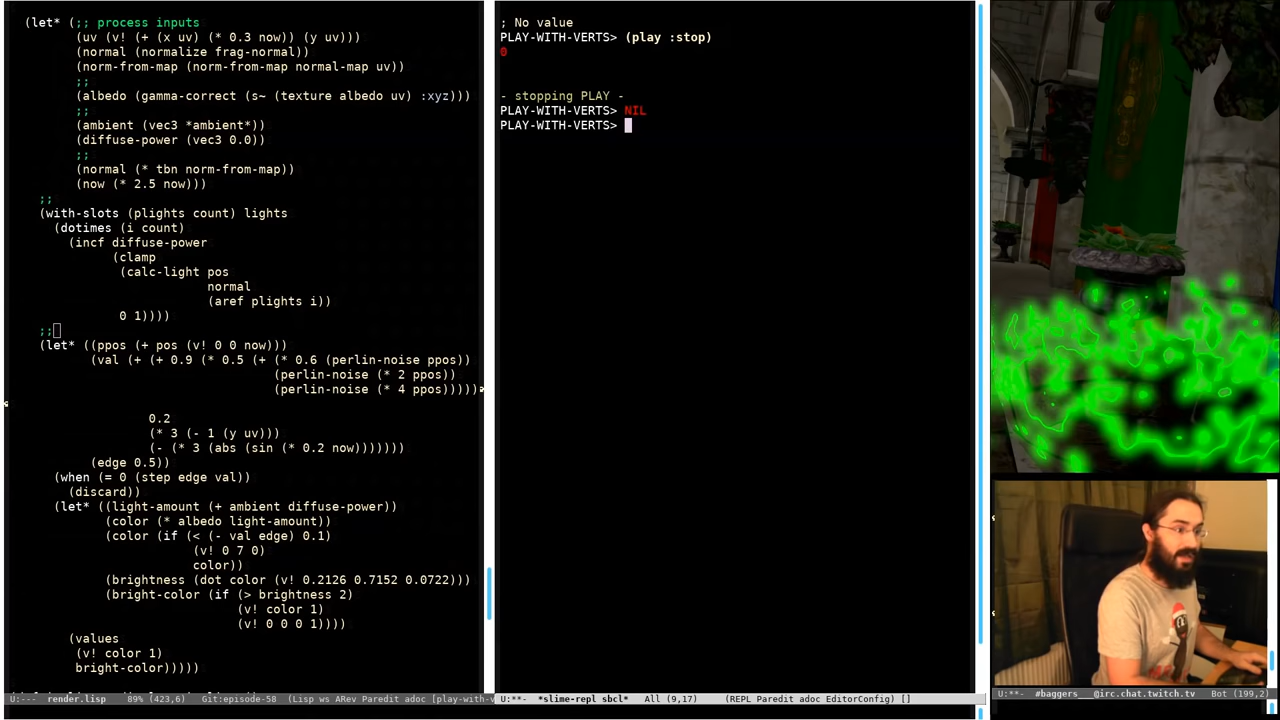 (let* (;; process inputs
(uv (v! (+ (x uv) (* 0.3 now)) (y uv)))
(normal (normalize frag-normal))
(norm-from-map (norm-from-map normal-map uv))
;;
(albedo (gamma-correct (s~ (texture albedo uv) :xyz)))
;;
(ambient (vec3 *ambient*))
(diffuse-power (vec3 0.0))
;;
(normal (* tbn norm-from-map))
(now (* 2.5 now)))
;;
(with-slots (plights count) lights
(dotimes (i count)
(incf diffuse-power
(clamp
(calc-light pos
normal
(aref plights i))
0 1))))
;;
(let* ((ppos (+ pos (v! 0 0 now)))
(val (+ (+ 0.9 (* 0.5 (+ (* 0.6 (perlin-noise ppos))
(perlin-noise (* 2 ppos))
(perlin-noise (* 4 ppos)))))
0.2
(* 3 (- 1 (y uv)))
(- (* 3 (abs (sin (* 0.2 now)))))))
(edge 0.5))
(when (= 0 (step edge val))
(discard))
(let* ((light-amount (+ ambient diffuse-power))
(color (* albedo light-amount))
(color (if (< (- val edge) 0.1)
(v! 0 7 0)
color))
(brightness (dot color (v! 0.2126 0.7152 0.0722)))
(bright-color (if (> brightness 2)
(v! color 1)
(v! 0 0 0 1))))
(values
(v! color 1)
bright-color)))))
U:--- render.lisp 89% (423,6) Git:episode-58 (Lisp ws ARev Paredit adoc [play-with-v
; No value
PLAY-WITH-VERTS> (play :stop)
0
- stopping PLAY -
PLAY-WITH-VERTS> NIL
PLAY-WITH-VERTS>
U:**- *slime-repl sbcl* All (9,17) (REPL Paredit adoc EditorConfig) []
U:**- #baggers__@irc.chat.twitch.tv Bot (199,2)